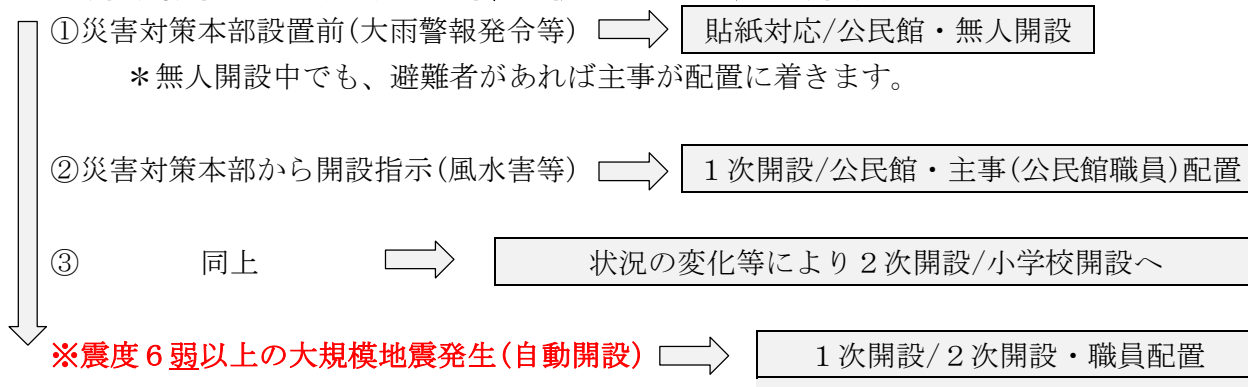 ①災害対策本部設置前(大雨警報発令等) 貼紙対応/公民館・無人開設
＊無人開設中でも、避難者があれば主事が配置に着きます。
②災害対策本部から開設指示(風水害等) １次開設/公民館・主事(公民館職員)配置
③ 同上 状況の変化等により２次開設/小学校開設へ
※震度６弱以上の大規模地震発生(自動開設) １次開設/２次開設・職員配置